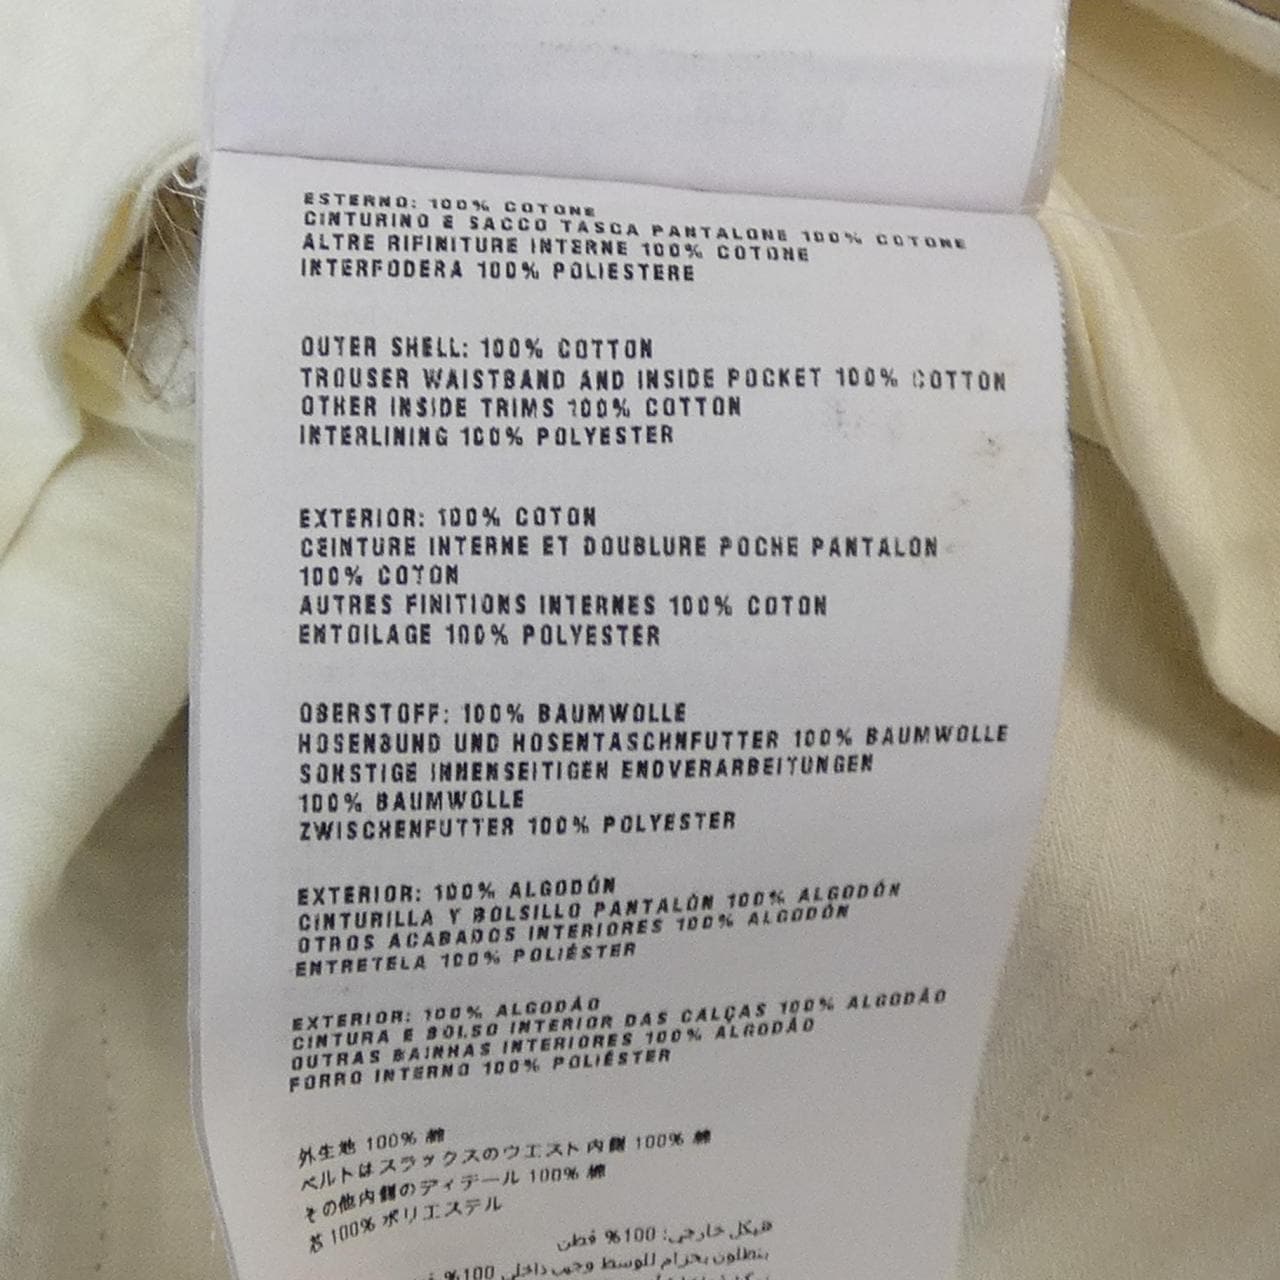 ESTERNO: 100% COTONE
CINTURINO E SACCO TASCA PANTALONE 100% COTONE
ALTRE RIFINITURE INTERNE 100% COTONE
INTERFODERA 100% POLIESTERE
OUTER SHELL: 100% COTTON
TROUSER WAISTBAND AND INSIDE POCKET 100% COTTON
OTHER INSIDE TRIMS 100% COTTON
INTERLINING 100% POLYESTER
EXTERIOR: 100% COTON
CEINTURE INTERNE ET DOUBLURE POCHE PANTALON
100% COTON
AUTRES FINITIONS INTERNES 100% COTON
ENTOILAGE 100% POLYESTER
OBERSTOFF: 100% BAUMWOLLE
HOSENBUND UND HOSENTASCHNFUTTER 100% BAUMWOLLE
SONSTIGE INNENSEITIGEN ENDVERARBEITUNGEN
100% BAUMWOLLE
ZWISCHENFUTTER 100% POLYESTER
EXTERIOR: 100% ALGODÓN
CINTURILLA Y BOLSILLO PANTALÓN 100% ALGODÓN
OTROS ACABADOS INTERIORES 100% ALGODÓN
ENTRETELA 100% POLIÉSTER
EXTERIOR: 100% ALGODÃO
CINTURA E BOLSO INTERIOR DAS CALÇAS 100% ALGODÃO
OUTRAS BAINHAS INTERIORES 100% ALGODÃO
FORRO INTERNO 100% POLIÉSTER
外生地 100% 綿
ベルトはスラックスのウエスト内側 100% 綿
その他内側のディテール 100% 綿
芯 100% ポリエステル
هيكل خارجي: 100% قطن
بنطلون بحزام للوسط وجيب داخلي 100%